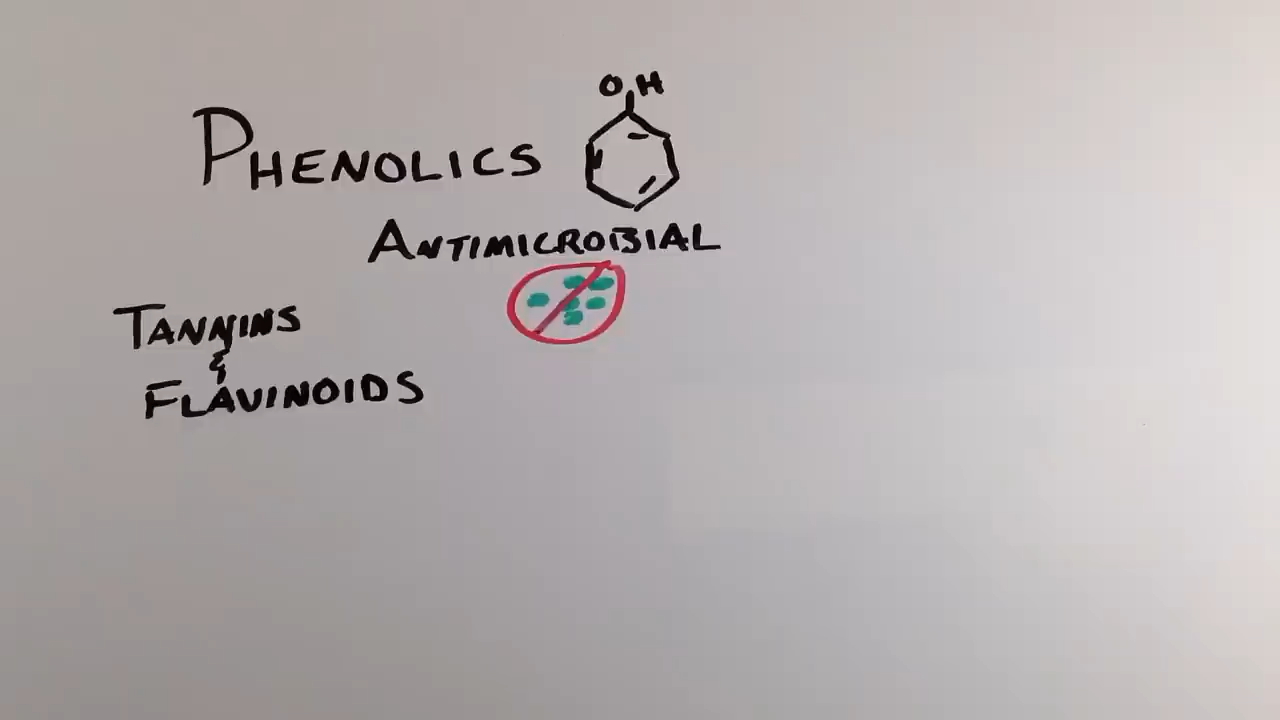 OH
PHENOLICS
ANTIMICROBIAL
TANNINS
&
FLAVINOIDS